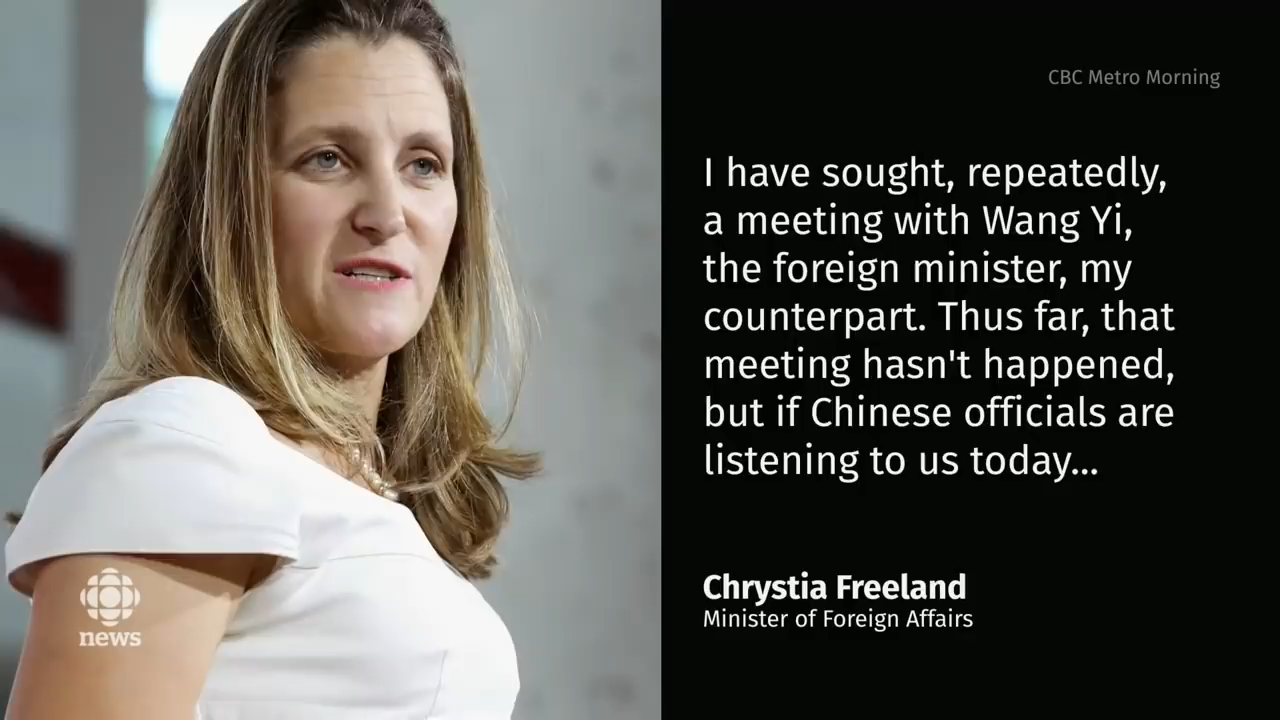 CBC Metro Morning
I have sought, repeatedly,
a meeting with Wang Yi,
the foreign minister, my
counterpart. Thus far, that
meeting hasn't happened,
but if Chinese officials are
listening to us today...
Chrystia Freeland
Minister of Foreign Affairs
news